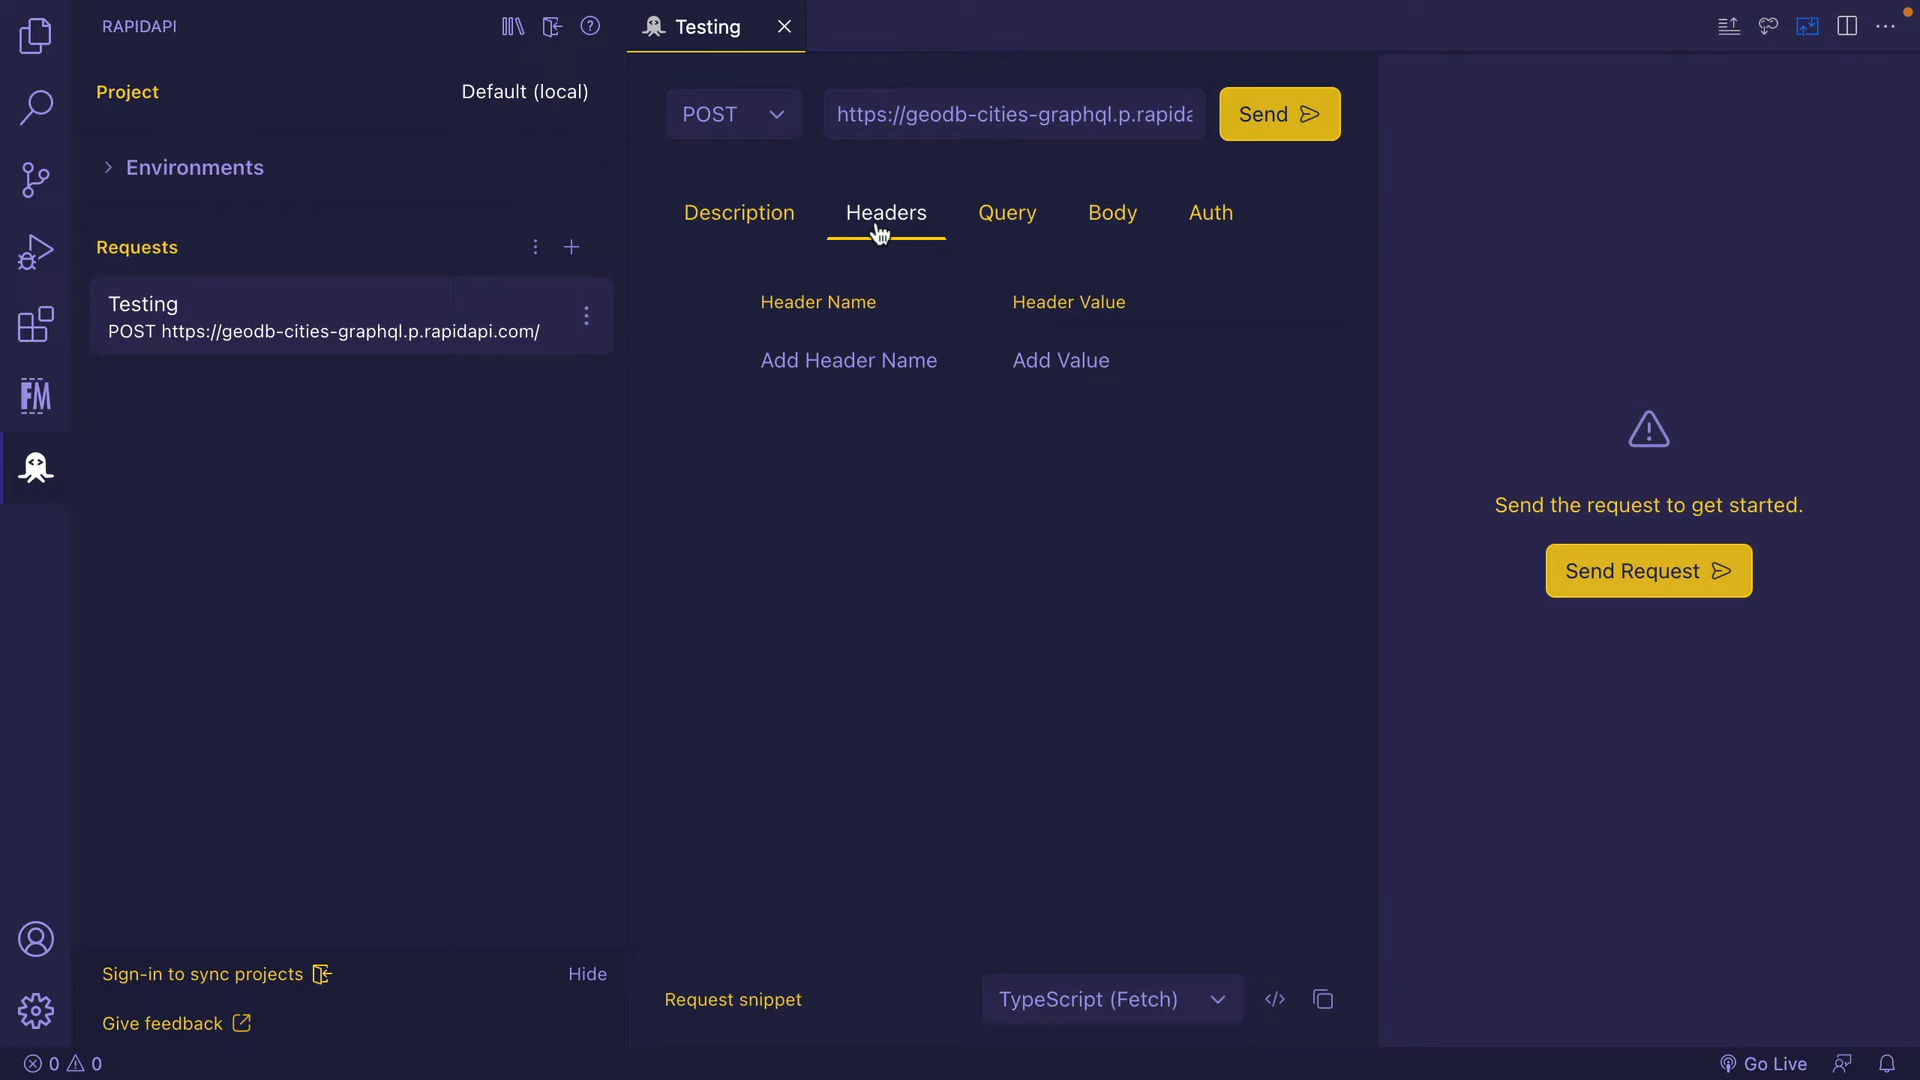 RAPIDAPI
Project
Default (local)
Environments
Requests
Testing
POST https://geodb-cities-graphql.p.rapidapi.com/
Sign-in to sync projects
Hide
Give feedback
FM
Testing
POST
https://geodb-cities-graphql.p.rapida
Send
Description
Headers
Query
Body
Auth
Header Name
Header Value
Add Header Name
Add Value
Request snippet
TypeScript (Fetch)
Send the request to get started.
Send Request
0
0
Go Live